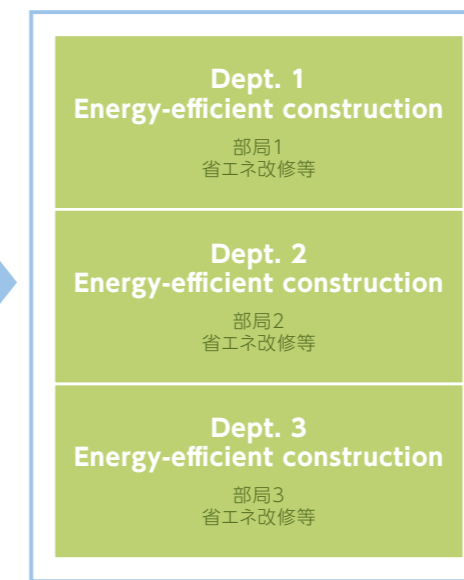 Dept. 1
Energy-efficient construction
部局1
省エネ改修等
Dept. 2
Energy-efficient construction
部局2
省エネ改修等
Dept. 3
Energy-efficient construction
部局3
省エネ改修等